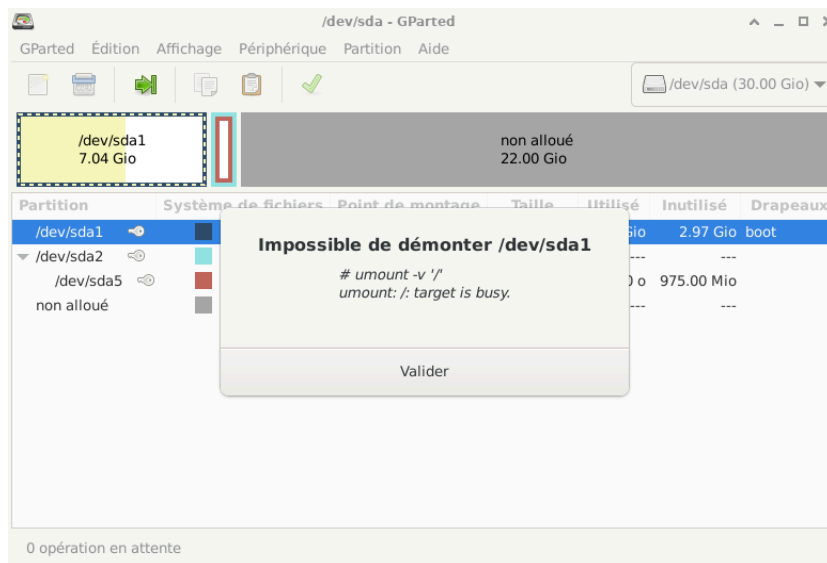 /dev/sda - GParted
GParted Édition Affichage Périphérique Partition Aide
/dev/sda (30.00 Gio)
/dev/sda1
7.04 Gio
non alloué
22.00 Gio
Partition Système de fichiers Point de montage Taille Utilisé Inutilisé Drapeaux
/dev/sda1 Gio 2.97 Gio boot
/dev/sda2 --- ---
/dev/sda5 o 975.00 Mio
non alloué --- ---
Impossible de démonter /dev/sda1
# umount -v '/'
umount: /: target is busy.
Valider
0 opération en attente